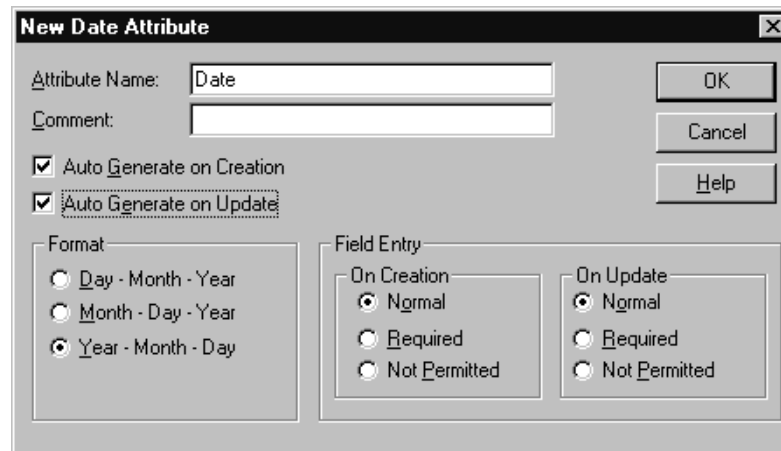 New Date Attribute
Attribute Name: Date
OK
Comment:
Cancel
Auto Generate on Creation
Help
Auto Generate on Update
Format
Field Entry
Day - Month - Year
Month - Day - Year
Year - Month - Day
On Creation
Normal
Required
Not Permitted
On Update
Normal
Required
Not Permitted